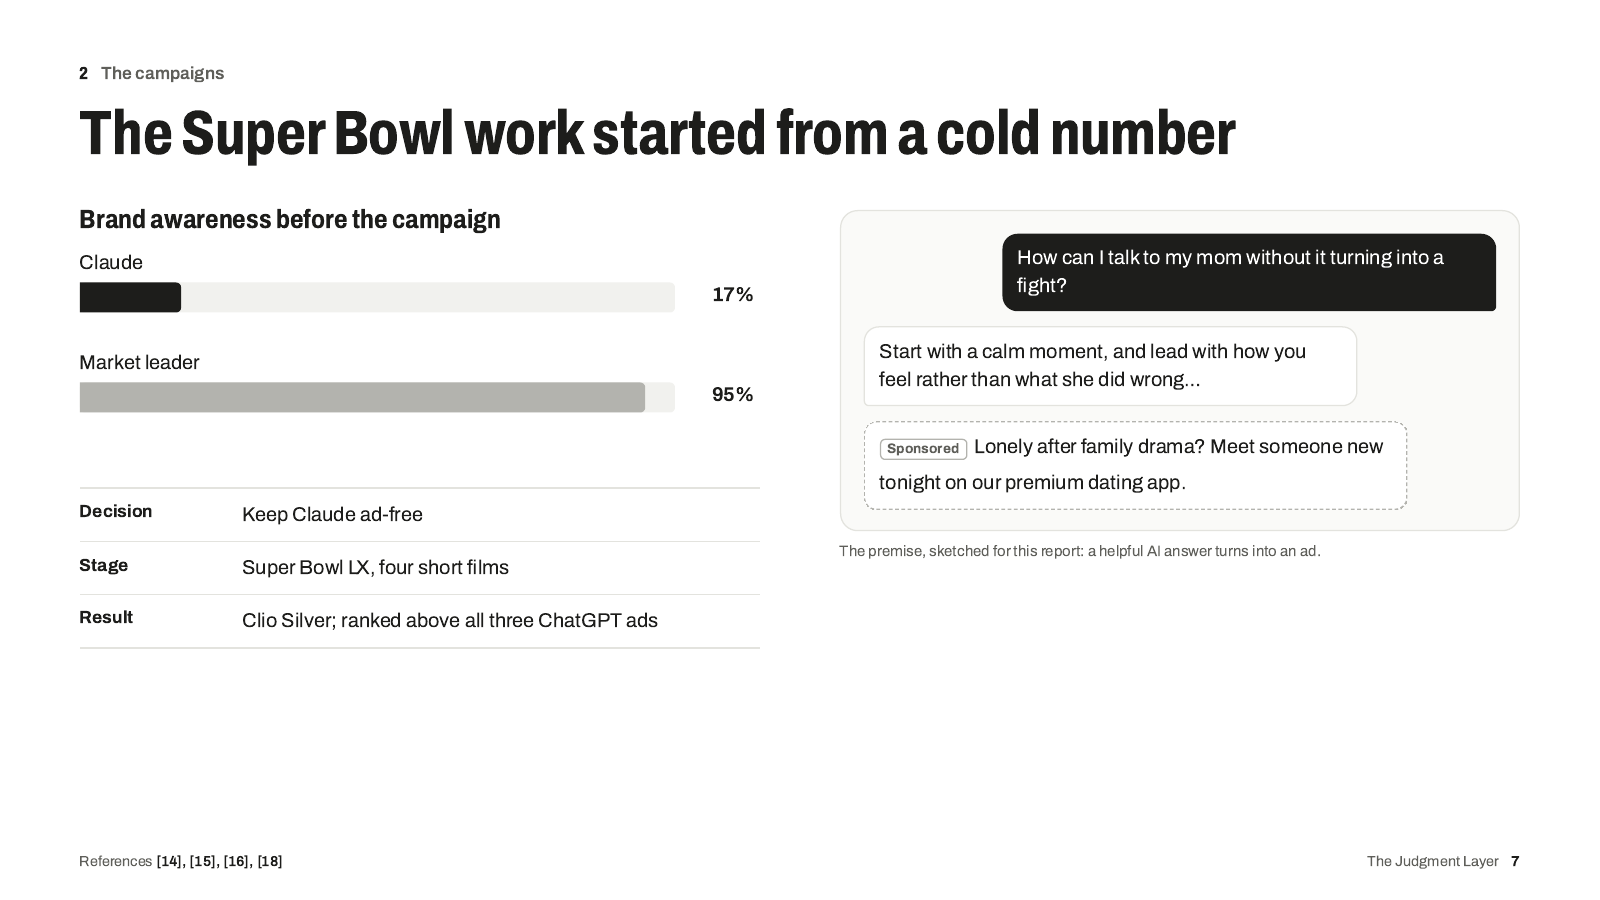 2 The campaigns
The Super Bowl work started from a cold number
Brand awareness before the campaign
Claude
17%
Market leader
95%
Decision Keep Claude ad-free
Stage Super Bowl LX, four short films
Result Clio Silver; ranked above all three ChatGPT ads
How can I talk to my mom without it turning into a
fight?
Start with a calm moment, and lead with how you
feel rather than what she did wrong…
Sponsored Lonely after family drama? Meet someone new
tonight on our premium dating app.
The premise, sketched for this report: a helpful AI answer turns into an ad.
References [14], [15], [16], [18]
The Judgment Layer 7